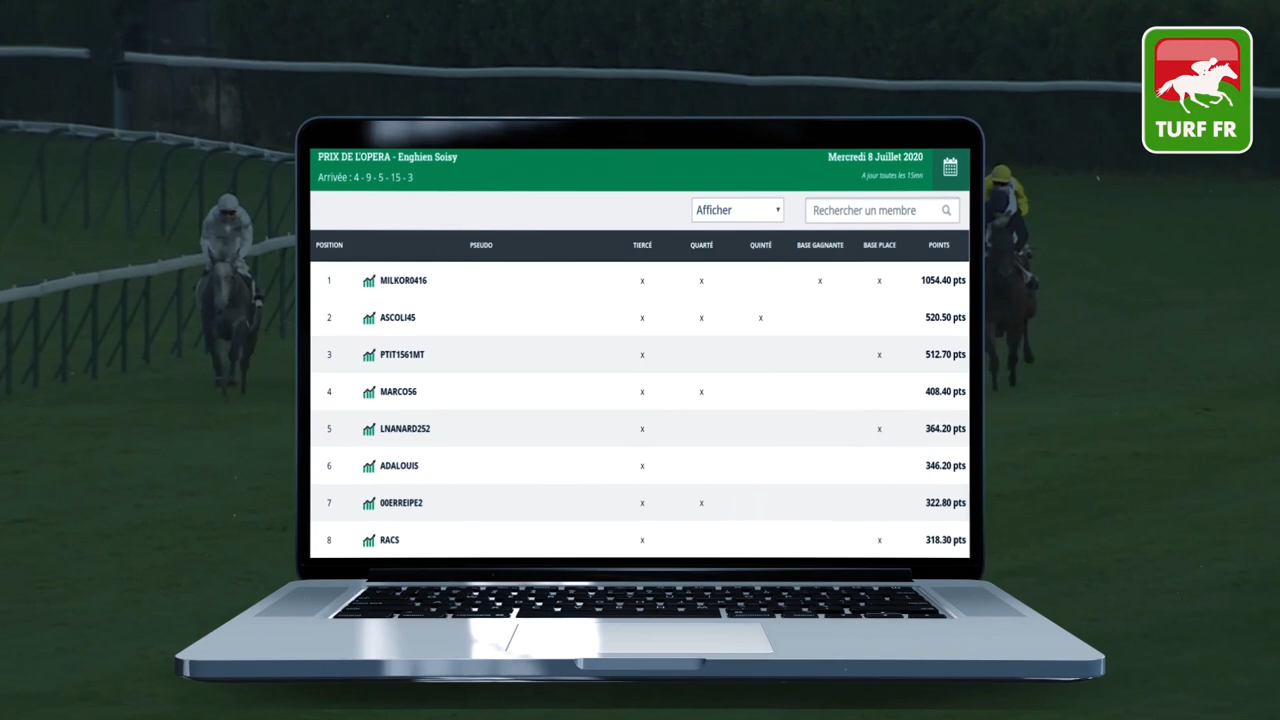 TURF FR
PRIX DE L'OPERA - Enghien Soisy
Mercredi 8 Juillet 2020
Arrivée : 4 - 9 - 5 - 15 - 3
A jour toutes les 15mn
Afficher
Rechercher un membre
POSITION PSEUDO TIERCÉ QUARTÉ QUINTÉ BASE GAGNANTE BASE PLACE POINTS
1 MILKOR0416 x x x x 1054.40 pts
2 ASCOLI45 x x x 520.50 pts
3 PTIT1561MT x x 512.70 pts
4 MARCO56 x x 408.40 pts
5 LNANARD252 x x 364.20 pts
6 ADALOUIS x 346.20 pts
7 00ERREIPE2 x x 322.80 pts
8 RACS x x 318.30 pts